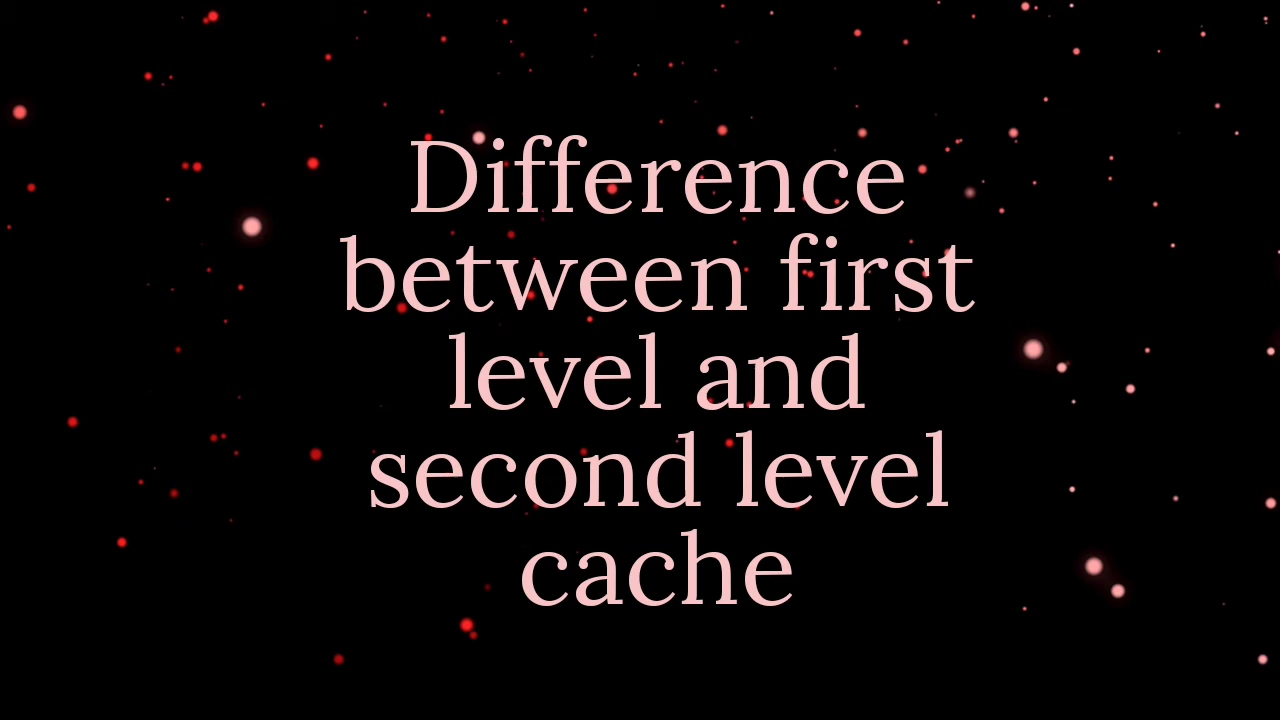 Difference
between first
level and
second level
cache